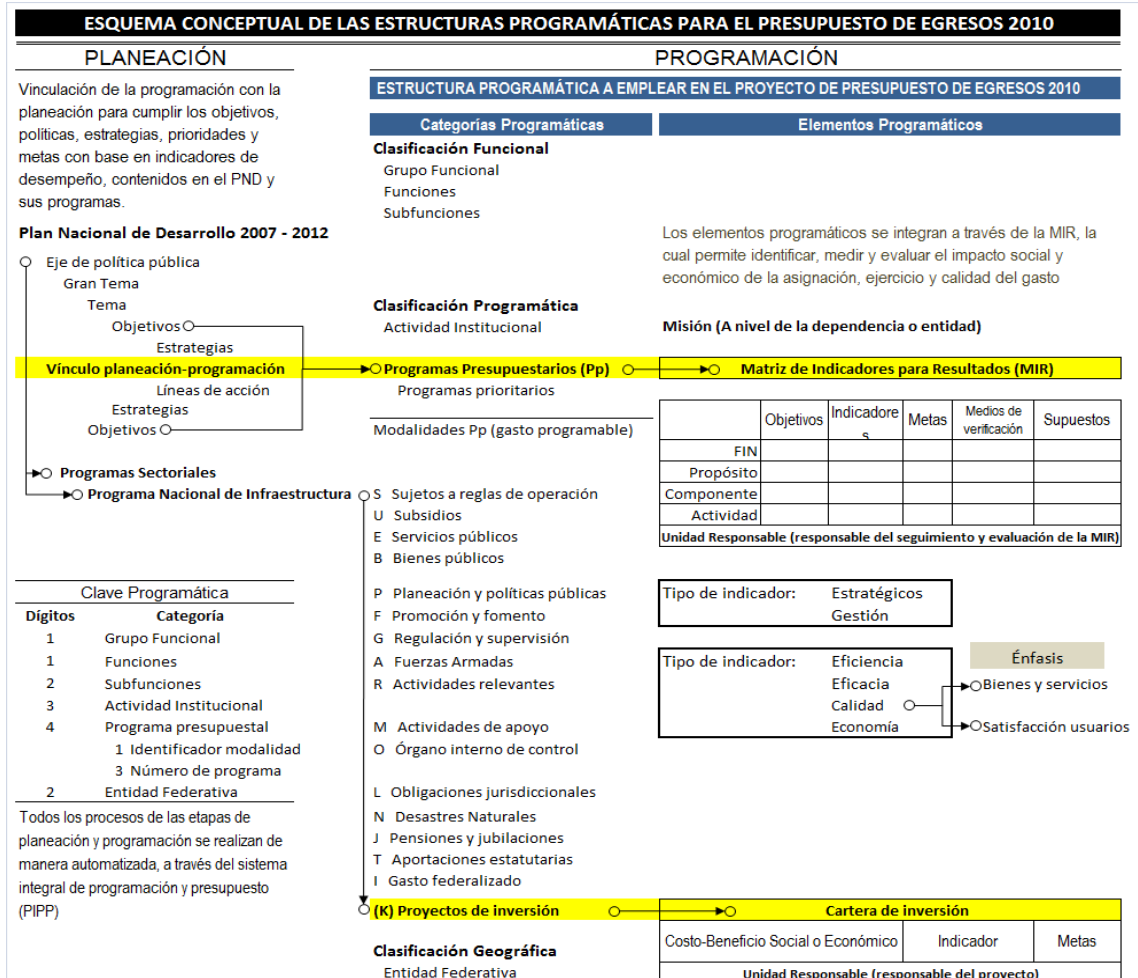 ESQUEMA CONCEPTUAL DE LAS ESTRUCTURAS PROGRAMÁTICAS PARA EL PRESUPUESTO DE EGRESOS 2010
PLANEACIÓN
Vinculación de la programación con la
planeación para cumplir los objetivos,
políticas, estrategias, prioridades y
metas con base en indicadores de
desempeño, contenidos en el PND y
sus programas.
Plan Nacional de Desarrollo 2007 - 2012
Eje de política pública
Gran Tema
Tema
Objetivos
Estrategias
Vínculo planeación-programación
Líneas de acción
Estrategias
Objetivos
Programas Sectoriales
Programa Nacional de Infraestructura
Clave Programática
Dígitos Categoría
1 Grupo Funcional
1 Funciones
2 Subfunciones
3 Actividad Institucional
4 Programa presupuestal
1 Identificador modalidad
3 Número de programa
2 Entidad Federativa
Todos los procesos de las etapas de
planeación y programación se realizan de
manera automatizada, a través del sistema
integral de programación y presupuesto
(PIPP)
PROGRAMACIÓN
ESTRUCTURA PROGRAMÁTICA A EMPLEAR EN EL PROYECTO DE PRESUPUESTO DE EGRESOS 2010
Categorías Programáticas
Clasificación Funcional
Grupo Funcional
Funciones
Subfunciones
Clasificación Programática
Actividad Institucional
Programas Presupuestarios (Pp)
Programas prioritarios
Modalidades Pp (gasto programable)
S Sujetos a reglas de operación
U Subsidios
E Servicios públicos
B Bienes públicos
P Planeación y políticas públicas
F Promoción y fomento
G Regulación y supervisión
A Fuerzas Armadas
R Actividades relevantes
M Actividades de apoyo
O Órgano interno de control
L Obligaciones jurisdiccionales
N Desastres Naturales
J Pensiones y jubilaciones
T Aportaciones estatutarias
I Gasto federalizado
(K) Proyectos de inversión
Clasificación Geográfica
Entidad Federativa
Elementos Programáticos
Los elementos programáticos se integran a través de la MIR, la
cual permite identificar, medir y evaluar el impacto social y
económico de la asignación, ejercicio y calidad del gasto
Misión (A nivel de la dependencia o entidad)
Matriz de Indicadores para Resultados (MIR)
Objetivos Indicadores Metas Medios de verificación Supuestos
FIN
Propósito
Componente
Actividad
Unidad Responsable (responsable del seguimiento y evaluación de la MIR)
Tipo de indicador: Estratégicos
Gestión
Tipo de indicador: Eficiencia
Eficacia
Calidad
Economía
Énfasis
Bienes y servicios
Satisfacción usuarios
Cartera de inversión
Costo-Beneficio Social o Económico Indicador Metas
Unidad Responsable (responsable del proyecto)